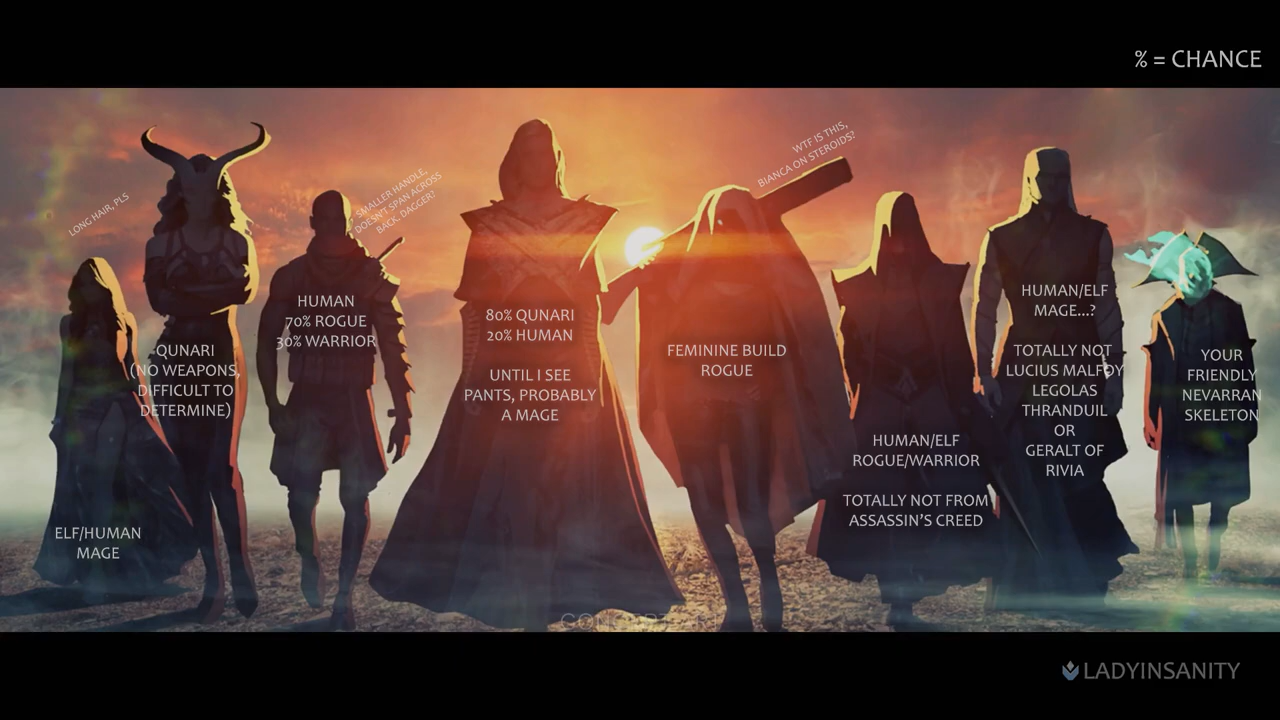 % = CHANCE
LONG HAIR, PLS
SMALLER HANDLE,
DOESN'T SPAN ACROSS
BACK, DAGGER?
WTF IS THIS,
BIANCA ON STEROIDS?
ELF/HUMAN
MAGE
QUNARI
(NO WEAPONS,
DIFFICULT TO
DETERMINE)
HUMAN
70% ROGUE
30% WARRIOR
80% QUNARI
20% HUMAN
UNTIL I SEE
PANTS, PROBABLY
A MAGE
FEMININE BUILD
ROGUE
HUMAN/ELF
ROGUE/WARRIOR
TOTALLY NOT FROM
ASSASSIN'S CREED
HUMAN/ELF
MAGE...?
TOTALLY NOT
LUCIUS MALFOY
LEGOLAS
THRANDUIL
OR
GERALT OF
RIVIA
YOUR
FRIENDLY
NEVARRAN
SKELETON
LADYINSANITY